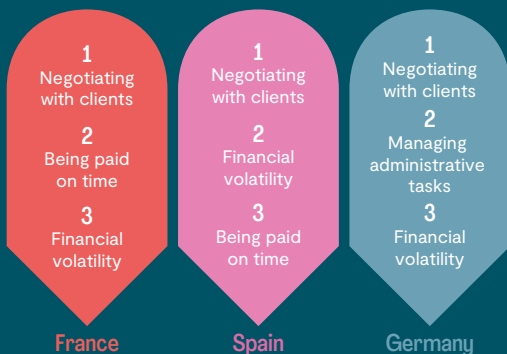 1
Negotiating
with clients
2
Being paid
on time
3
Financial
volatility
France
1
Negotiating
with clients
2
Financial
volatility
3
Being paid
on time
Spain
1
Negotiating
with clients
2
Managing
administrative
tasks
3
Financial
volatility
Germany